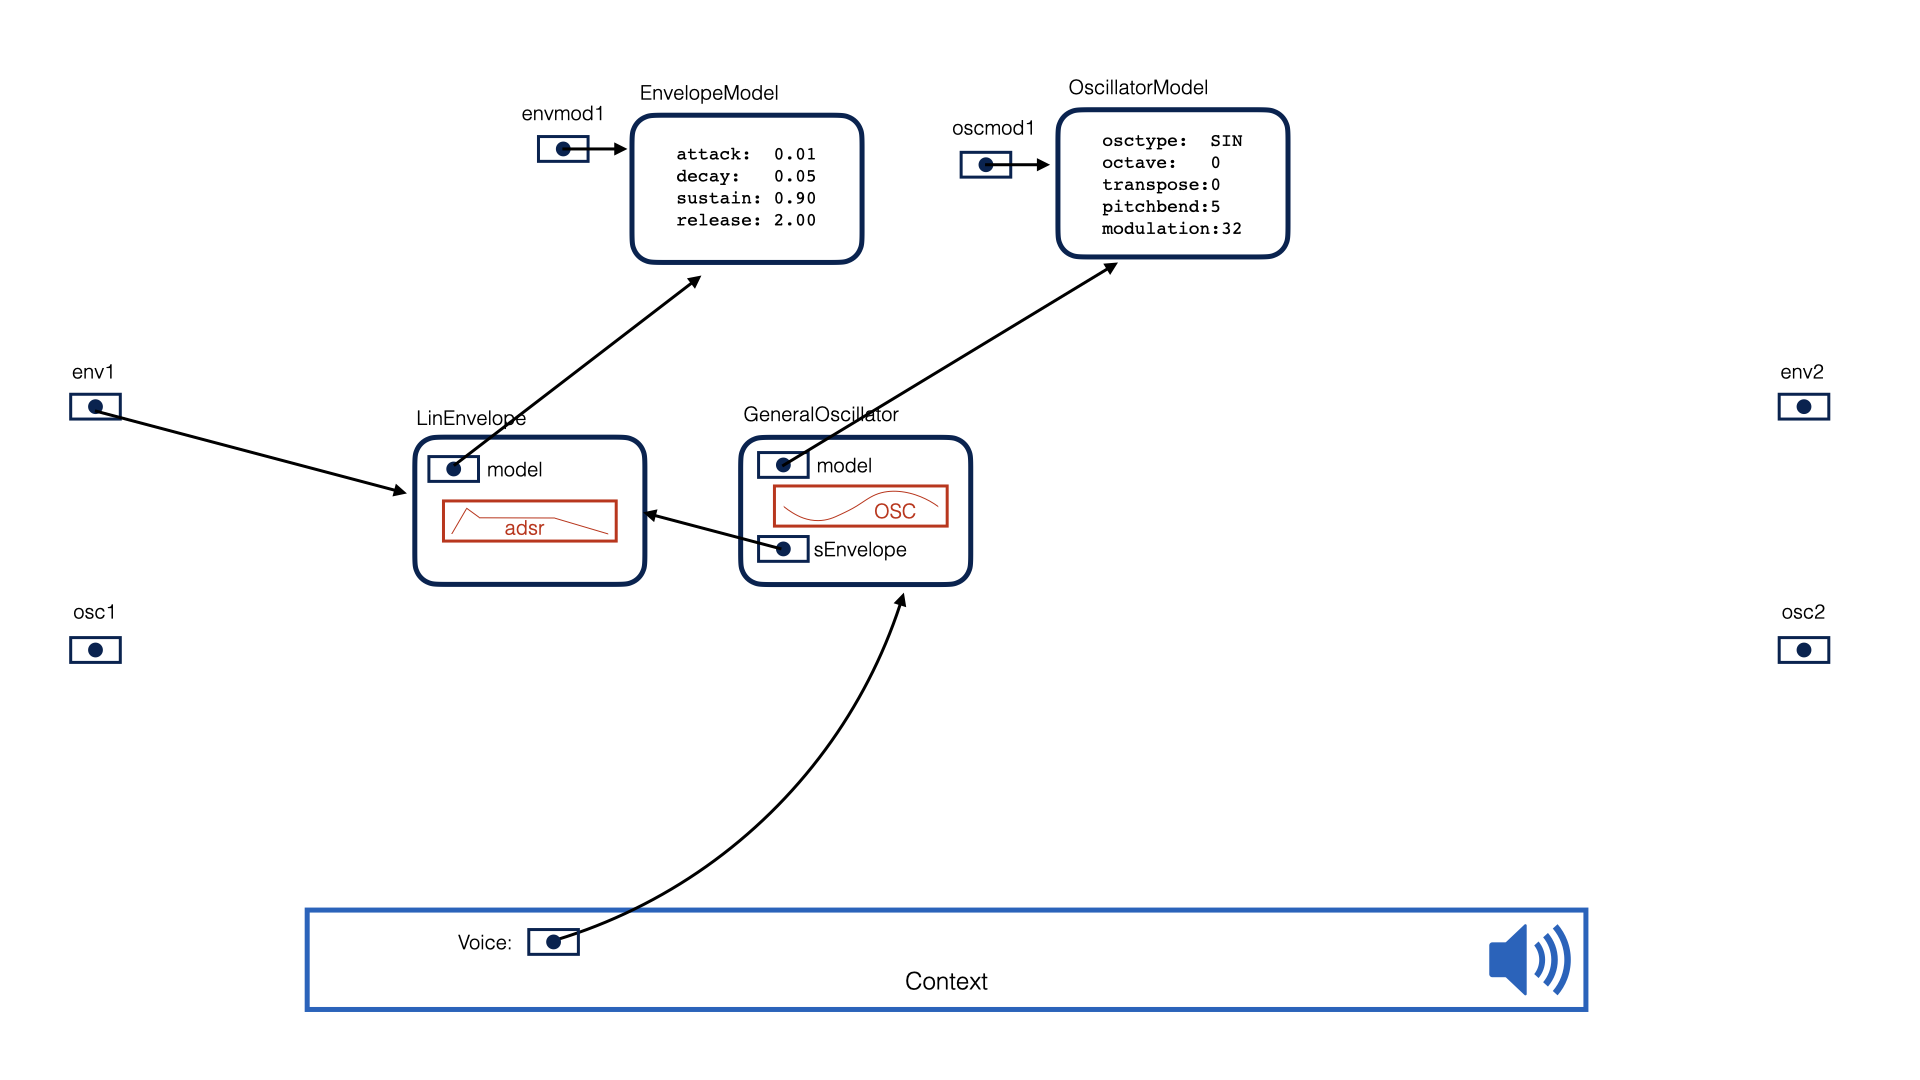 OscillatorModel
EnvelopeModel
envmod1
oscmod1
attack: 0.01
decay: 0.05
sustain: 0.90
release: 2.00
osctype: SIN
octave: 0
transpose:0
pitchbend:5
modulation:32
env1
env2
LinEnvelope
GeneralOscillator
model
adsr
model
OSC
sEnvelope
osc1
osc2
Voice:
Context